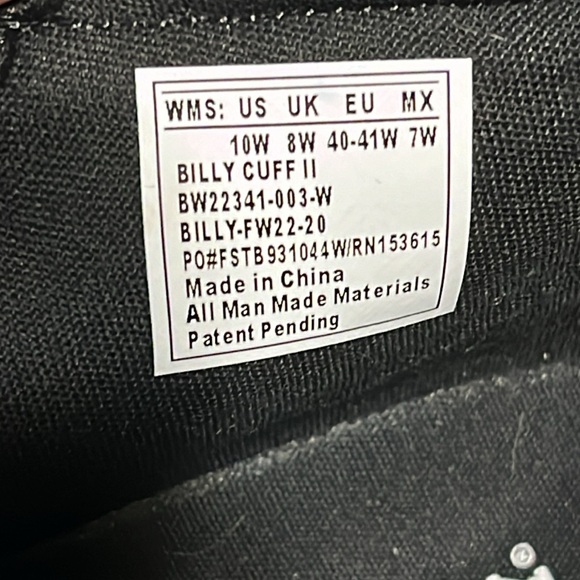 WMS: US UK EU MX
10W 8W 40-41W 7W
BILLY CUFF II
BW22341-003-W
BILLY-FW22-20
PO#FSTB931044W/RN153615
Made in China
All Man Made Materials
Patent Pending